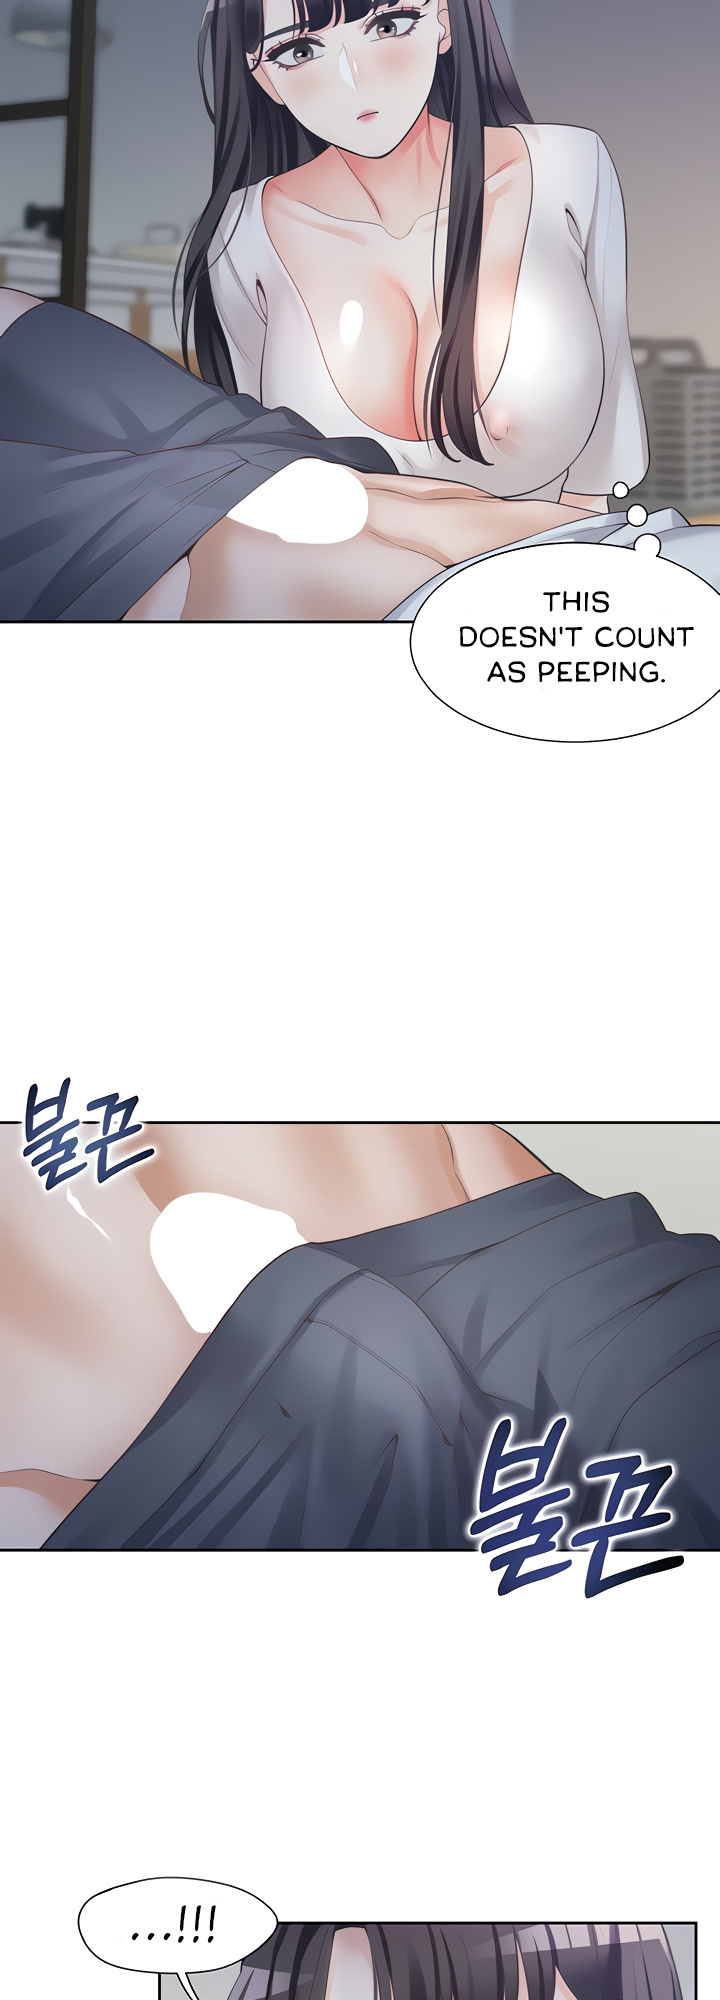 THIS
DOESN'T COUNT
AS PEEPING.
불끈
불끈
...!!!